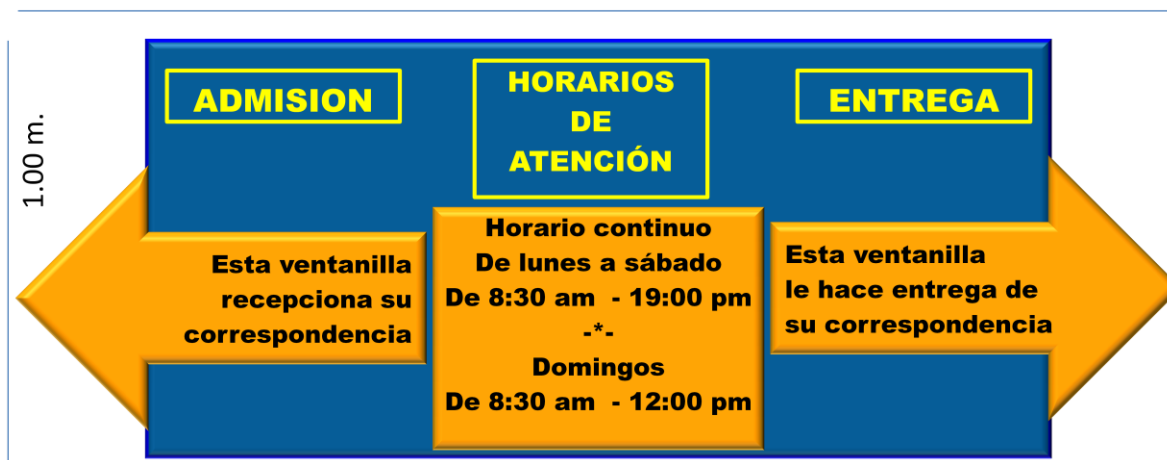 1.00 m.
ADMISION
Esta ventanilla
recepciona su
correspondencia
HORARIOS
DE
ATENCIÓN
Horario continuo
De lunes a sábado
De 8:30 am  - 19:00 pm
-*-
Domingos
De 8:30 am  - 12:00 pm
ENTREGA
Esta ventanilla
le hace entrega de
su correspondencia